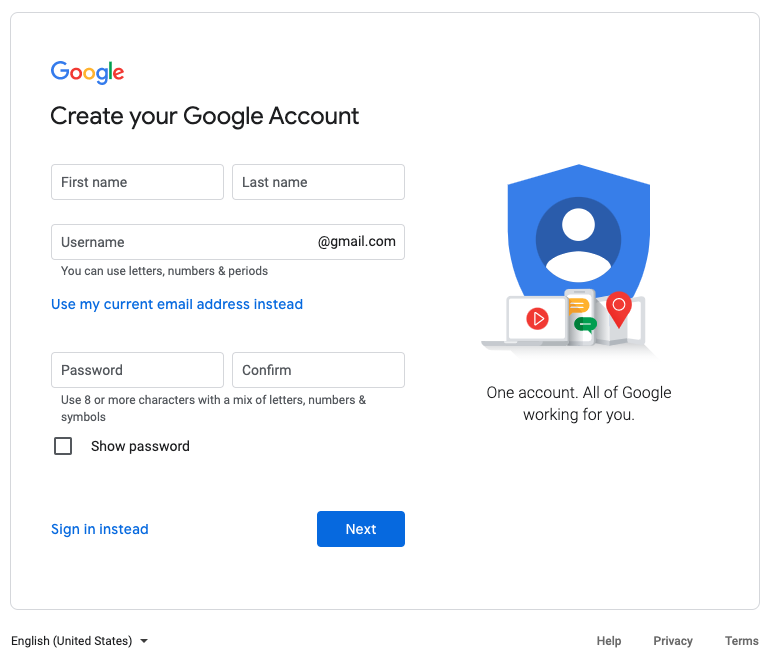 Google
Create your Google Account
First name
Last name
Username
@gmail.com
You can use letters, numbers & periods
Use my current email address instead
Password
Confirm
Use 8 or more characters with a mix of letters, numbers &
symbols
Show password
Sign in instead
Next
One account. All of Google
working for you.
English (United States)
Help
Privacy
Terms